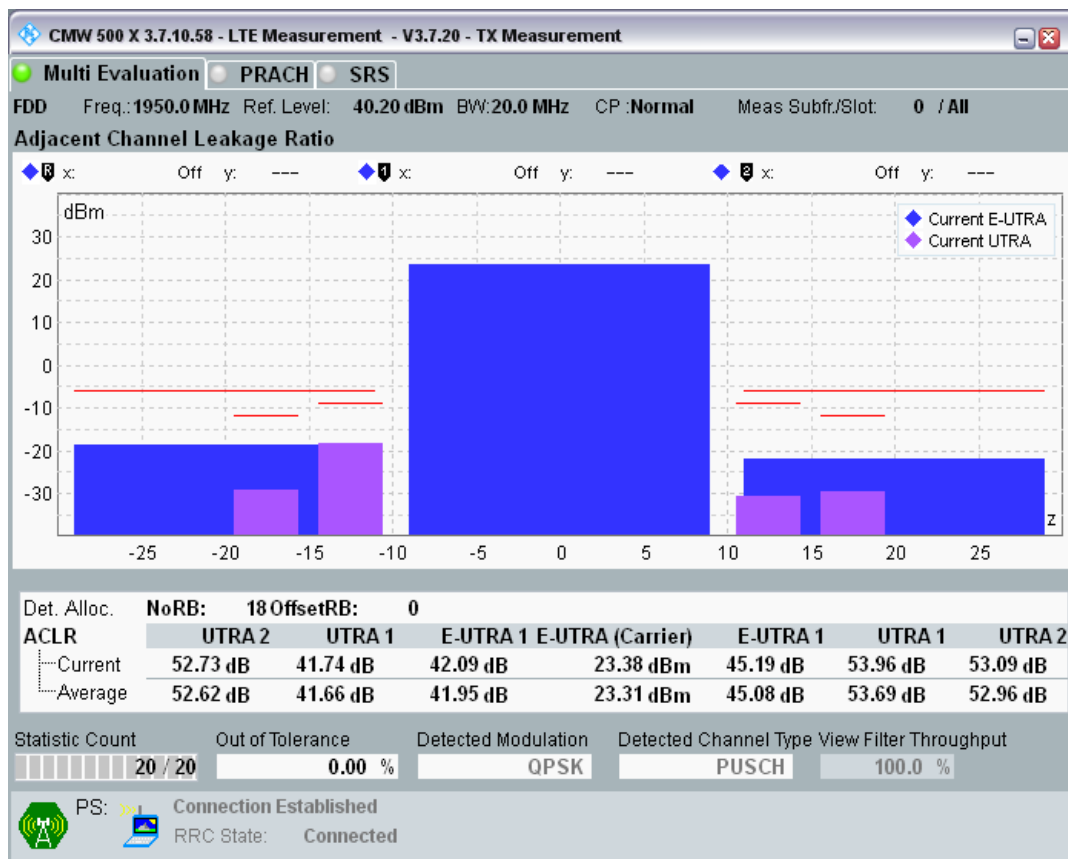 CMW 500 X 3.7.10.58 - LTE Measurement - V3.7.20 - TX Measurement
Multi Evaluation PRACH SRS
FDD Freq.:1950.0 MHz Ref. Level: 40.20 dBm BW:20.0 MHz CP :Normal Meas Subfr./Slot: 0 / All
Adjacent Channel Leakage Ratio
R x: Off y: --- 1 x: Off y: --- 2 x: Off y: ---
dBm
Current E-UTRA
Current UTRA
30
20
10
0
-10
-20
-30
z
-25 -20 -15 -10 -5 0 5 10 15 20 25
Det. Alloc. NoRB: 18 OffsetRB: 0
ACLR UTRA 2 UTRA 1 E-UTRA 1 E-UTRA (Carrier) E-UTRA 1 UTRA 1 UTRA 2
Current 52.73 dB 41.74 dB 42.09 dB 23.38 dBm 45.19 dB 53.96 dB 53.09 dB
Average 52.62 dB 41.66 dB 41.95 dB 23.31 dBm 45.08 dB 53.69 dB 52.96 dB
Statistic Count Out of Tolerance Detected Modulation Detected Channel Type View Filter Throughput
20 / 20 0.00 % QPSK PUSCH 100.0 %
PS: Connection Established
RRC State: Connected